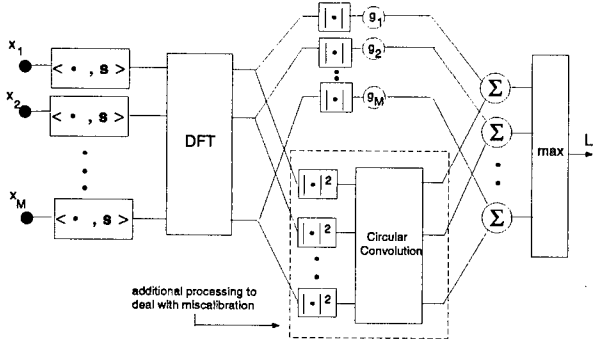 x1 < • , s >
x2 < • , s >
xM < • , s >
DFT
| • | g1
| • | g2
| • | gM
| • | 2
| • | 2
| • | 2
Circular
Convolution
Σ
Σ
Σ
max
L
additional processing to
deal with miscalibration